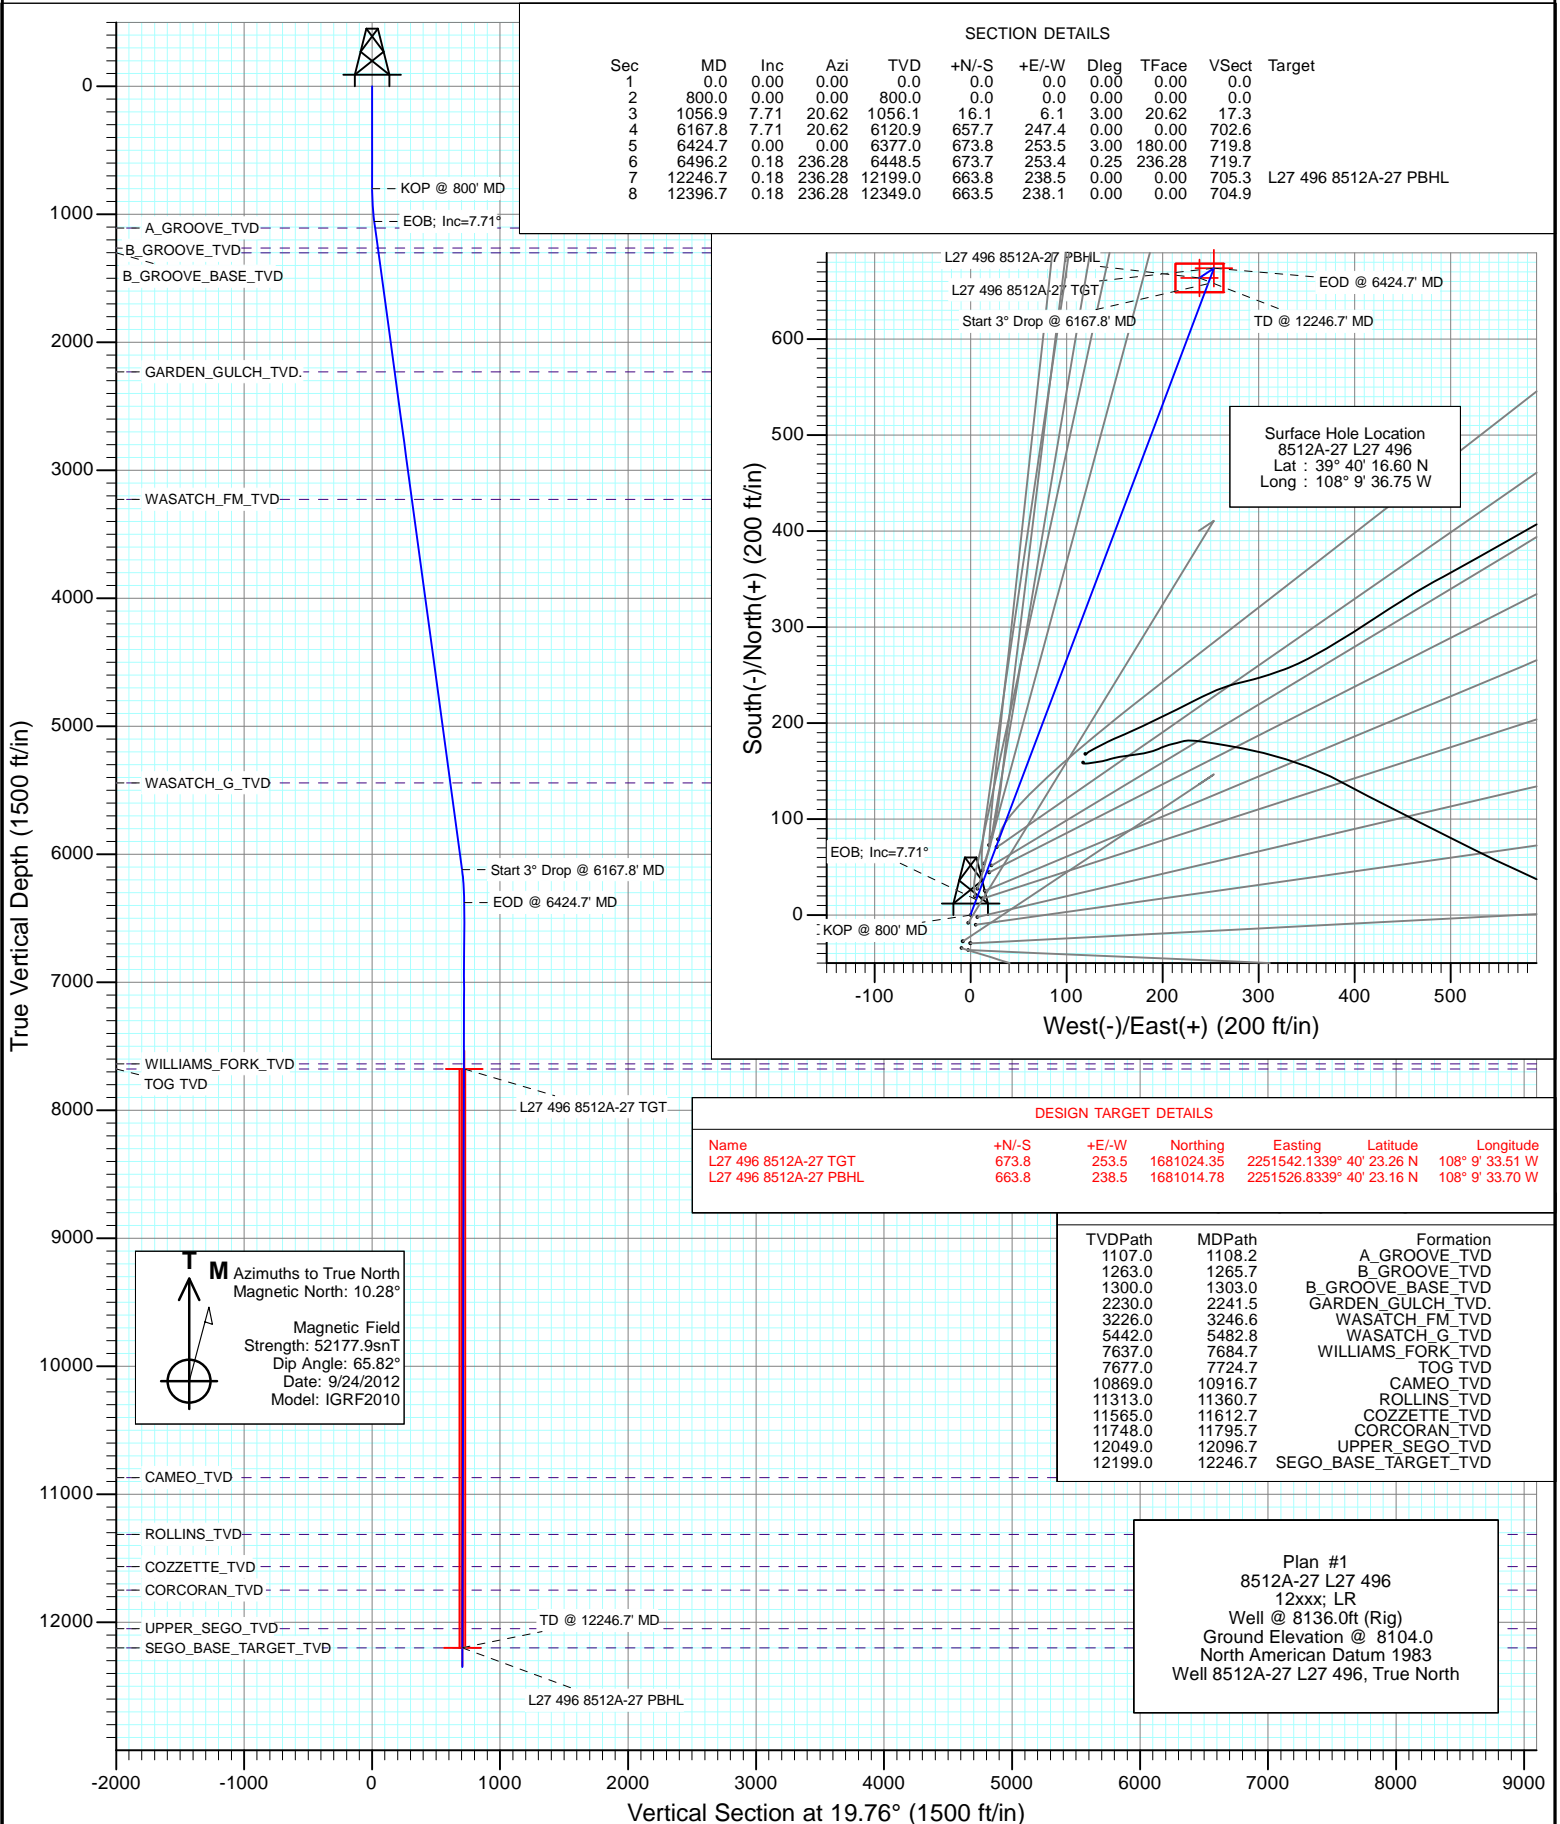 SECTION DETAILS
Sec MD Inc Azi TVD +N/-S +E/-W Dleg TFace VSect Target
1 0.0 0.00 0.00 0.0 0.0 0.0 0.00 0.00 0.0
2 800.0 0.00 0.00 800.0 0.0 0.0 0.00 0.00 0.0
3 1056.9 7.71 20.62 1056.1 16.1 6.1 3.00 20.62 17.3
4 6167.8 7.71 20.62 6120.9 657.7 247.4 0.00 0.00 702.6
5 6424.7 0.00 0.00 6377.0 673.8 253.5 3.00 180.00 719.8
6 6496.2 0.18 236.28 6448.5 673.7 253.4 0.25 236.28 719.7
7 12246.7 0.18 236.28 12199.0 663.8 238.5 0.00 0.00 705.3 L27 496 8512A-27 PBHL
8 12396.7 0.18 236.28 12349.0 663.5 238.1 0.00 0.00 704.9
True Vertical Depth (1500 ft/in)
0
1000
2000
3000
4000
5000
6000
7000
8000
9000
10000
11000
12000
KOP @ 800' MD
EOB; Inc=7.71°
A_GROOVE_TVD
B_GROOVE_TVD
B_GROOVE_BASE_TVD
GARDEN_GULCH_TVD.
WASATCH_FM_TVD
WASATCH_G_TVD
Start 3° Drop @ 6167.8' MD
EOD @ 6424.7' MD
WILLIAMS_FORK_TVD
TOG TVD
L27 496 8512A-27 TGT
CAMEO_TVD
ROLLINS_TVD
COZZETTE_TVD
CORCORAN_TVD
UPPER_SEGO_TVD
SEGO_BASE_TARGET_TVD
TD @ 12246.7' MD
L27 496 8512A-27 PBHL
-2000 -1000 0 1000 2000 3000 4000 5000 6000 7000 8000 9000
Vertical Section at 19.76° (1500 ft/in)
L27 496 8512A-27 PBHL
L27 496 8512A-27 TGT
Start 3° Drop @ 6167.8' MD
EOD @ 6424.7' MD
TD @ 12246.7' MD
Surface Hole Location
8512A-27 L27 496
Lat : 39° 40' 16.60 N
Long : 108° 9' 36.75 W
South(-)/North(+) (200 ft/in)
600
500
400
300
200
100
0
EOB; Inc=7.71°
KOP @ 800' MD
-100 0 100 200 300 400 500
West(-)/East(+) (200 ft/in)
DESIGN TARGET DETAILS
Name +N/-S +E/-W Northing Easting Latitude Longitude
L27 496 8512A-27 TGT 673.8 253.5 1681024.35 2251542.1339° 40' 23.26 N 108° 9' 33.51 W
L27 496 8512A-27 PBHL 663.8 238.5 1681014.78 2251526.8339° 40' 23.16 N 108° 9' 33.70 W
TVDPath MDPath Formation
1107.0 1108.2 A_GROOVE_TVD
1263.0 1265.7 B_GROOVE_TVD
1300.0 1303.0 B_GROOVE_BASE_TVD
2230.0 2241.5 GARDEN_GULCH_TVD.
3226.0 3246.6 WASATCH_FM_TVD
5442.0 5482.8 WASATCH_G_TVD
7637.0 7684.7 WILLIAMS_FORK_TVD
7677.0 7724.7 TOG TVD
10869.0 10916.7 CAMEO_TVD
11313.0 11360.7 ROLLINS_TVD
11565.0 11612.7 COZZETTE_TVD
11748.0 11795.7 CORCORAN_TVD
12049.0 12096.7 UPPER_SEGO_TVD
12199.0 12246.7 SEGO_BASE_TARGET_TVD
T
M
Azimuths to True North
Magnetic North: 10.28°
Magnetic Field
Strength: 52177.9snT
Dip Angle: 65.82°
Date: 9/24/2012
Model: IGRF2010
Plan #1
8512A-27 L27 496
12xxx; LR
Well @ 8136.0ft (Rig)
Ground Elevation @ 8104.0
North American Datum 1983
Well 8512A-27 L27 496, True North